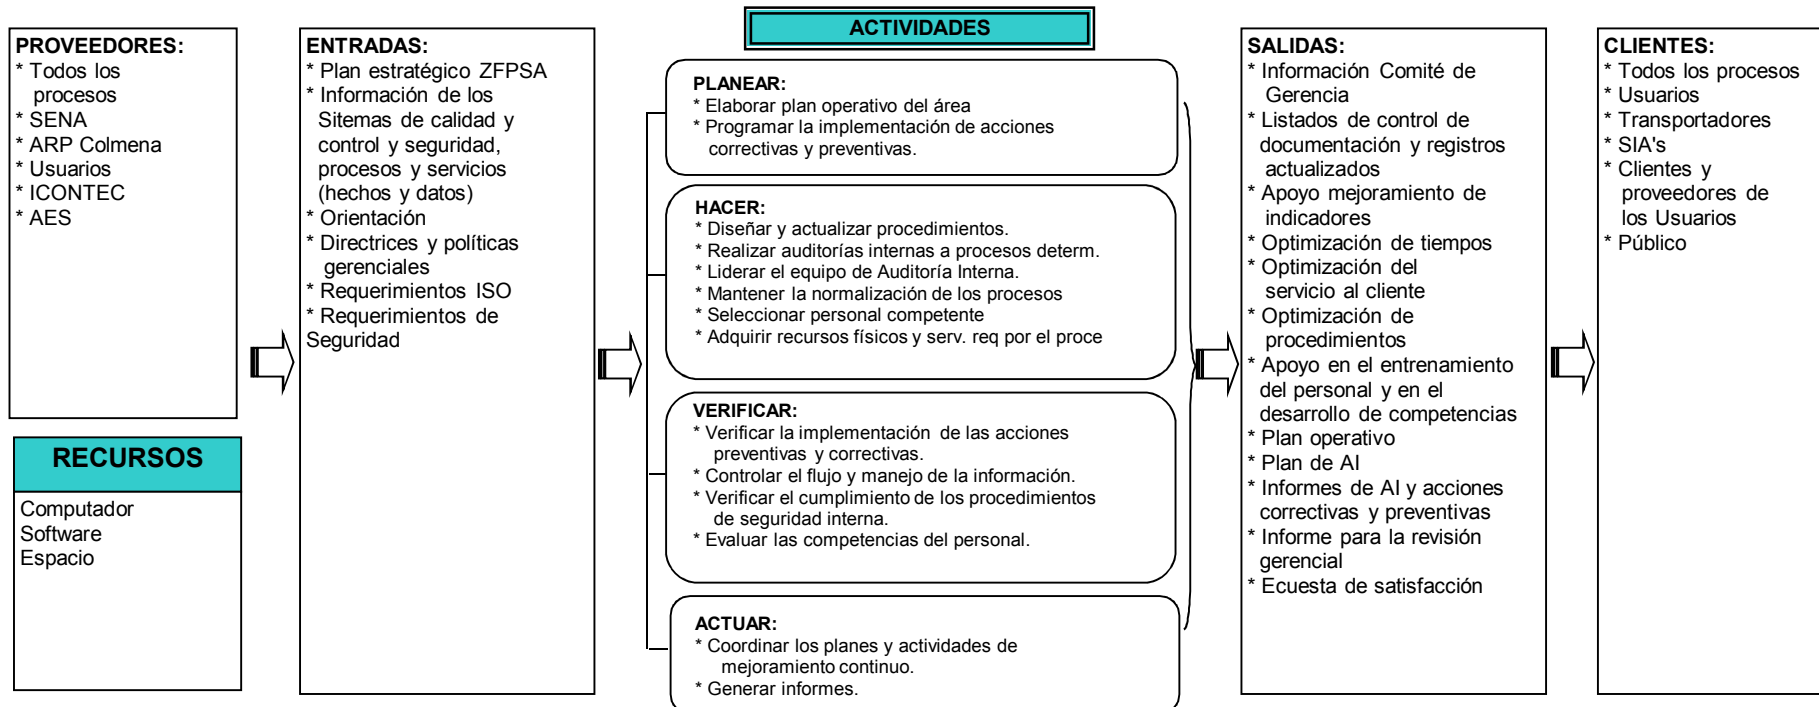 PROVEEDORES:
* Todos los
procesos
* SENA
* ARP Colmena
* Usuarios
* ICONTEC
* AES
RECURSOS
Computador
Software
Espacio
ENTRADAS:
* Plan estratégico ZFPSA
* Información de los
Sitemas de calidad y
control y seguridad,
procesos y servicios
(hechos y datos)
* Orientación
* Directrices y políticas
gerenciales
* Requerimientos ISO
* Requerimientos de
Seguridad
ACTIVIDADES
PLANEAR:
* Elaborar plan operativo del área
* Programar la implementación de acciones
correctivas y preventivas.
HACER:
* Diseñar y actualizar procedimientos.
* Realizar auditorías internas a procesos determ.
* Liderar el equipo de Auditoría Interna.
* Mantener la normalización de los procesos
* Seleccionar personal competente
* Adquirir recursos físicos y serv. req por el proce
VERIFICAR:
* Verificar la implementación de las acciones
preventivas y correctivas.
* Controlar el flujo y manejo de la información.
* Verificar el cumplimiento de los procedimientos
de seguridad interna.
* Evaluar las competencias del personal.
ACTUAR:
* Coordinar los planes y actividades de
mejoramiento continuo.
* Generar informes.
SALIDAS:
* Información Comité de
Gerencia
* Listados de control de
documentación y registros
actualizados
* Apoyo mejoramiento de
indicadores
* Optimización de tiempos
* Optimización del
servicio al cliente
* Optimización de
procedimientos
* Apoyo en el entrenamiento
del personal y en el
desarrollo de competencias
* Plan operativo
* Plan de AI
* Informes de AI y acciones
correctivas y preventivas
* Informe para la revisión
gerencial
* Ecuesta de satisfacción
CLIENTES:
* Todos los procesos
* Usuarios
* Transportadores
* SIA's
* Clientes y
proveedores de
los Usuarios
* Público